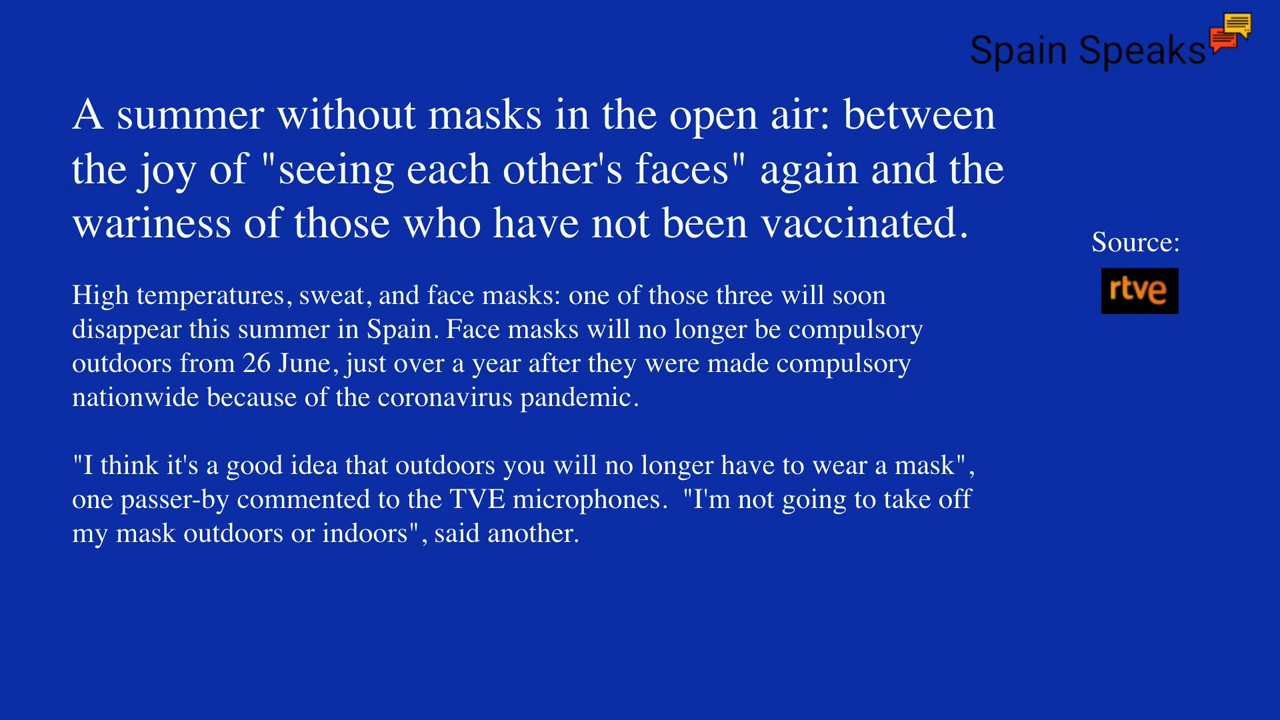 Spain Speaks
A summer without masks in the open air: between
the joy of "seeing each other's faces" again and the
wariness of those who have not been vaccinated.
Source:
rtve
High temperatures, sweat, and face masks: one of those three will soon
disappear this summer in Spain. Face masks will no longer be compulsory
outdoors from 26 June, just over a year after they were made compulsory
nationwide because of the coronavirus pandemic.
"I think it's a good idea that outdoors you will no longer have to wear a mask",
one passer-by commented to the TVE microphones.  "I'm not going to take off
my mask outdoors or indoors", said another.